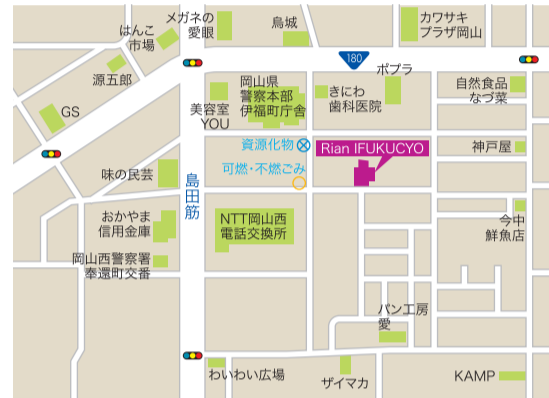 はんこ
市場
メガネの
愛眼
鳥城
カワサキ
プラザ岡山
180
源五郎
GS
美容室
YOU
岡山県
警察本部
伊福町庁舎
きにわ
歯科医院
ポプラ
自然食品
なづ菜
資源化物
可燃・不燃ごみ
Rian IFUKUCYO
神戸屋
味の民芸
島田筋
おかやま
信用金庫
NTT岡山西
電話交換所
今中
鮮魚店
岡山西警察署
奉還町交番
パン工房
愛
わいわい広場
ザイマカ
KAMP